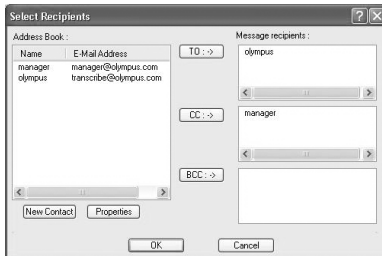 Select Recipients
Address Book :
Message recipients :
Name E-Mail Address
manager manager@olympus.com
olympus transcribe@olympus.com
TO : ->
olympus
CC : ->
manager
BCC : ->
New Contact Properties
OK Cancel